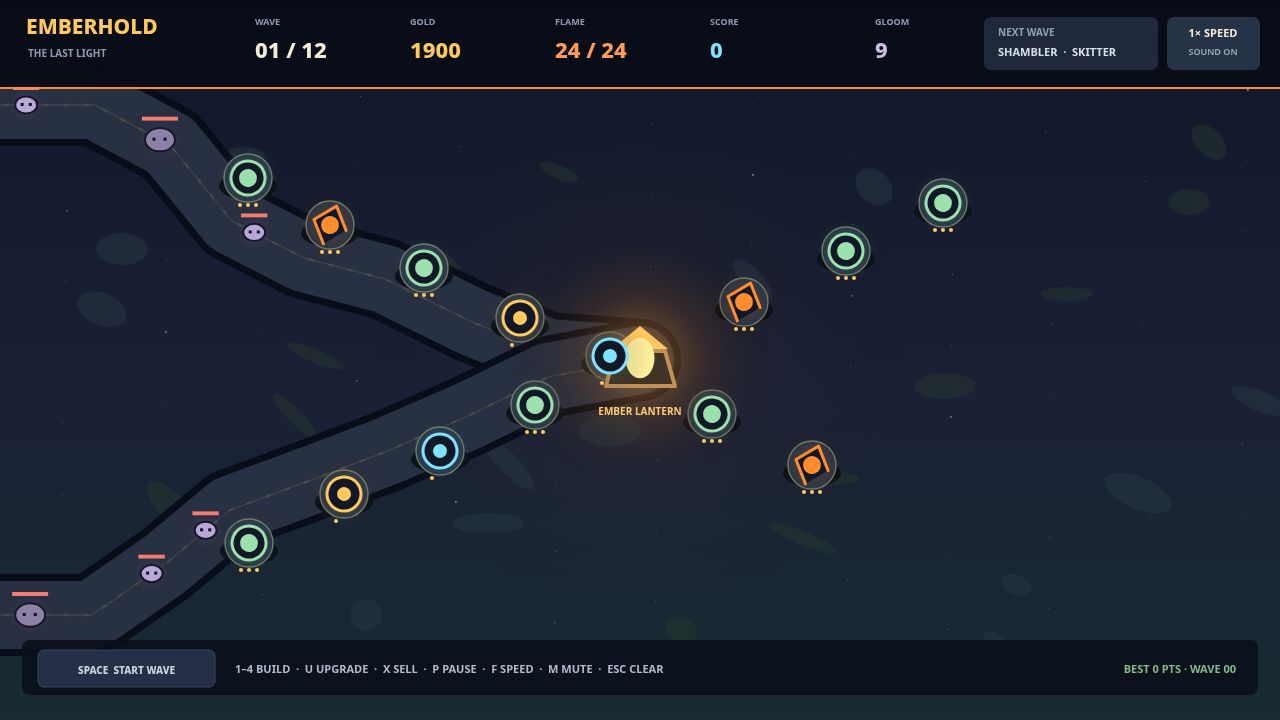 EMBERHOLD
THE LAST LIGHT
WAVE
01 / 12
GOLD
1900
FLAME
24 / 24
SCORE
0
GLOOM
9
NEXT WAVE
SHAMBLER · SKITTER
1× SPEED
SOUND ON
EMBER LANTERN
SPACE START WAVE
1–4 BUILD · U UPGRADE · X SELL · P PAUSE · F SPEED · M MUTE · ESC CLEAR
BEST 0 PTS · WAVE 00